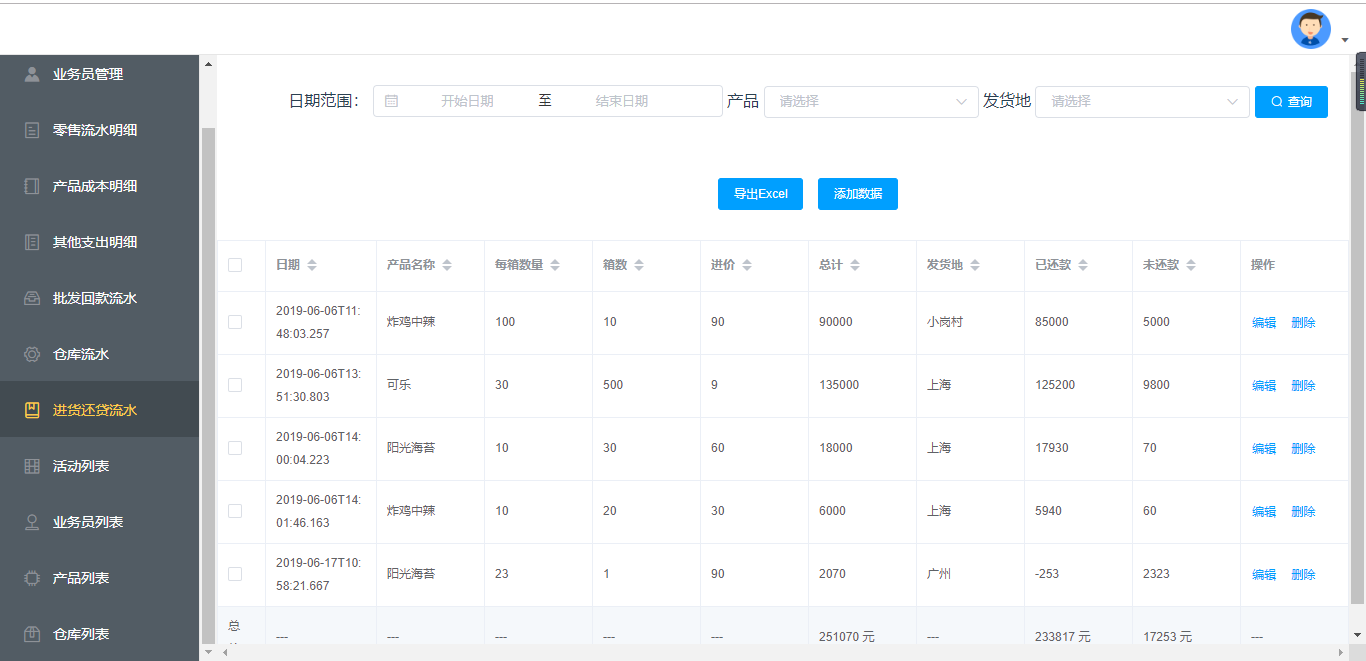 业务员管理
零售流水明细
产品成本明细
其他支出明细
批发回款流水
仓库流水
进货还贷流水
活动列表
业务员列表
产品列表
仓库列表
日期范围： 开始日期 至 结束日期 产品 请选择 发货地 请选择 查询
导出Excel 添加数据
日期 产品名称 每箱数量 箱数 进价 总计 发货地 已还款 未还款 操作
2019-06-06T11:
48:03.257 炸鸡中辣 100 10 90 90000 小岗村 85000 5000 编辑 删除
2019-06-06T13:
51:30.803 可乐 30 500 9 135000 上海 125200 9800 编辑 删除
2019-06-06T14:
00:04.223 阳光海苔 10 30 60 18000 上海 17930 70 编辑 删除
2019-06-06T14:
01:46.163 炸鸡中辣 10 20 30 6000 上海 5940 60 编辑 删除
2019-06-17T10:
58:21.667 阳光海苔 23 1 90 2070 广州 -253 2323 编辑 删除
总
--- --- --- --- --- 251070 元 --- 233817 元 17253 元 ---